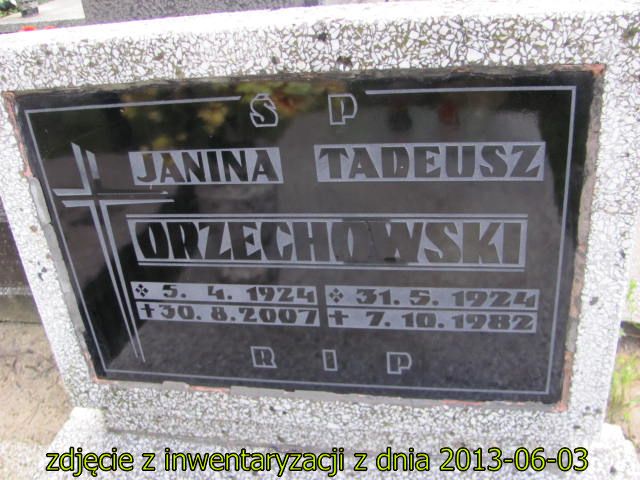 Ś P
JANINA TADEUSZ
ORZECHOWSKI
5. 4. 1924 31. 5. 1924
30. 8. 2007 7. 10. 1982
R I P
zdjęcie z inwentaryzacji z dnia 2013-06-03